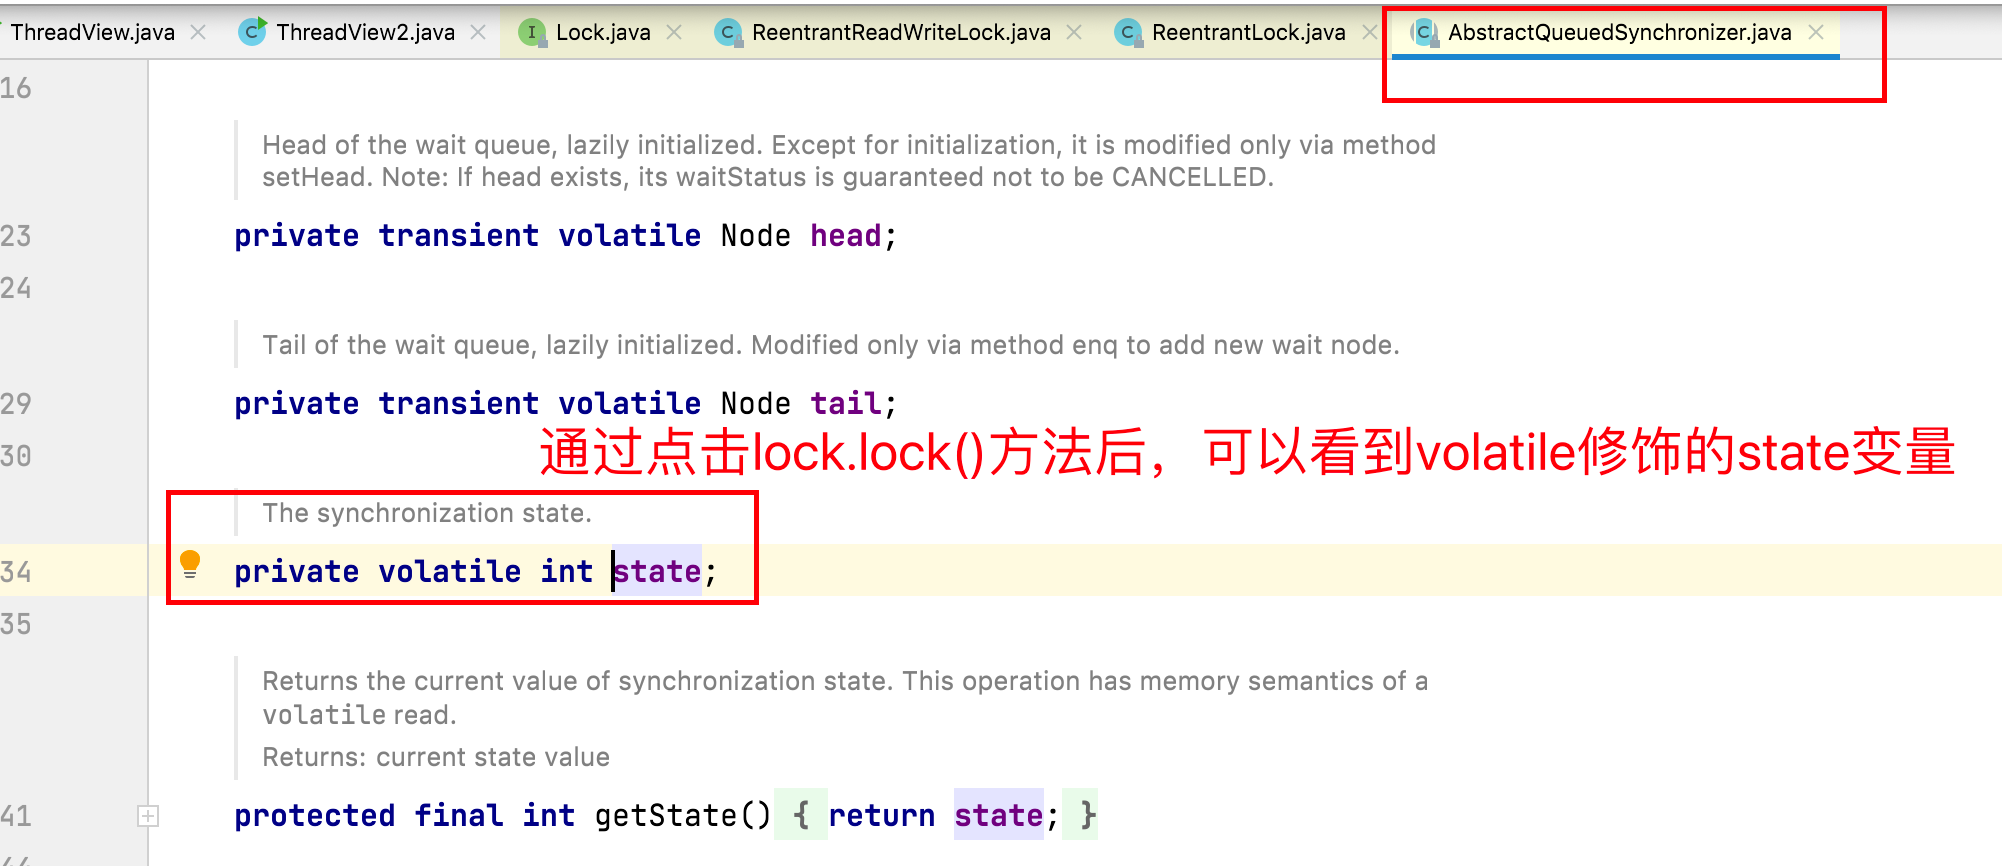 ThreadView.java ThreadView2.java Lock.java ReentrantReadWriteLock.java ReentrantLock.java AbstractQueuedSynchronizer.java
16
Head of the wait queue, lazily initialized. Except for initialization, it is modified only via method
setHead. Note: If head exists, its waitStatus is guaranteed not to be CANCELLED.
23 private transient volatile Node head;
24
Tail of the wait queue, lazily initialized. Modified only via method enq to add new wait node.
29 private transient volatile Node tail;
通过点击lock.lock()方法后，可以看到volatile修饰的state变量
30
The synchronization state.
34 private volatile int state;
35
Returns the current value of synchronization state. This operation has memory semantics of a
volatile read.
Returns: current state value
41 protected final int getState() { return state; }